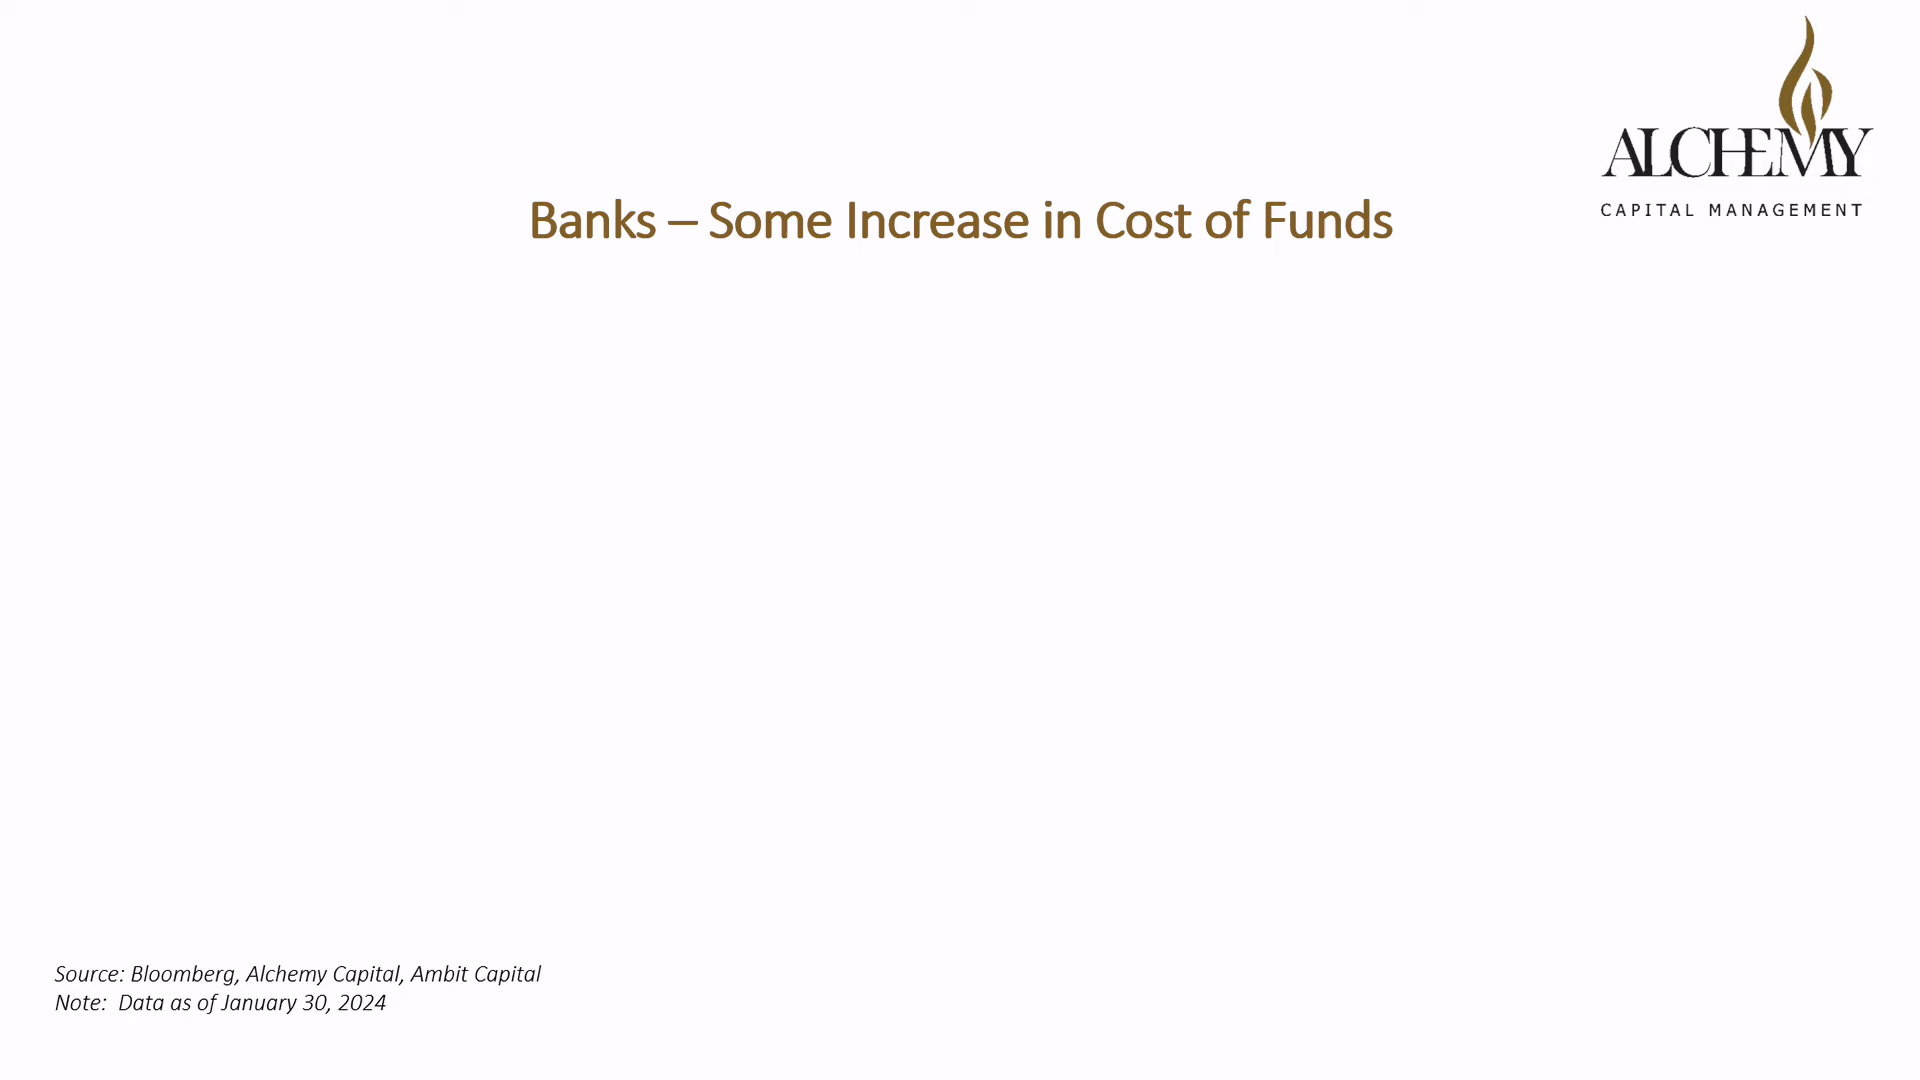 ALCHEMY
CAPITAL MANAGEMENT
Banks – Some Increase in Cost of Funds
Source: Bloomberg, Alchemy Capital, Ambit Capital
Note:  Data as of January 30, 2024